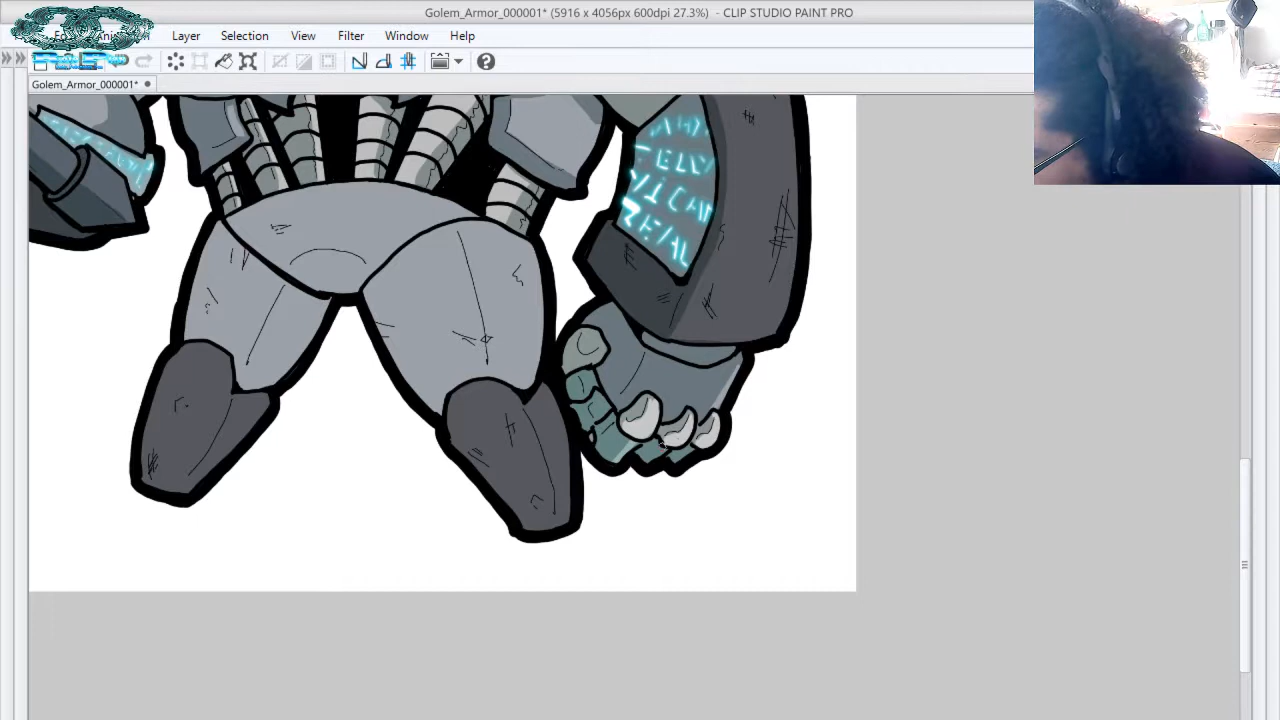 Golem_Armor_000001* (5916 x 4056px 600dpi 27.3%) - CLIP STUDIO PAINT PRO
Layer Selection View Filter Window Help
Golem_Armor_000001*